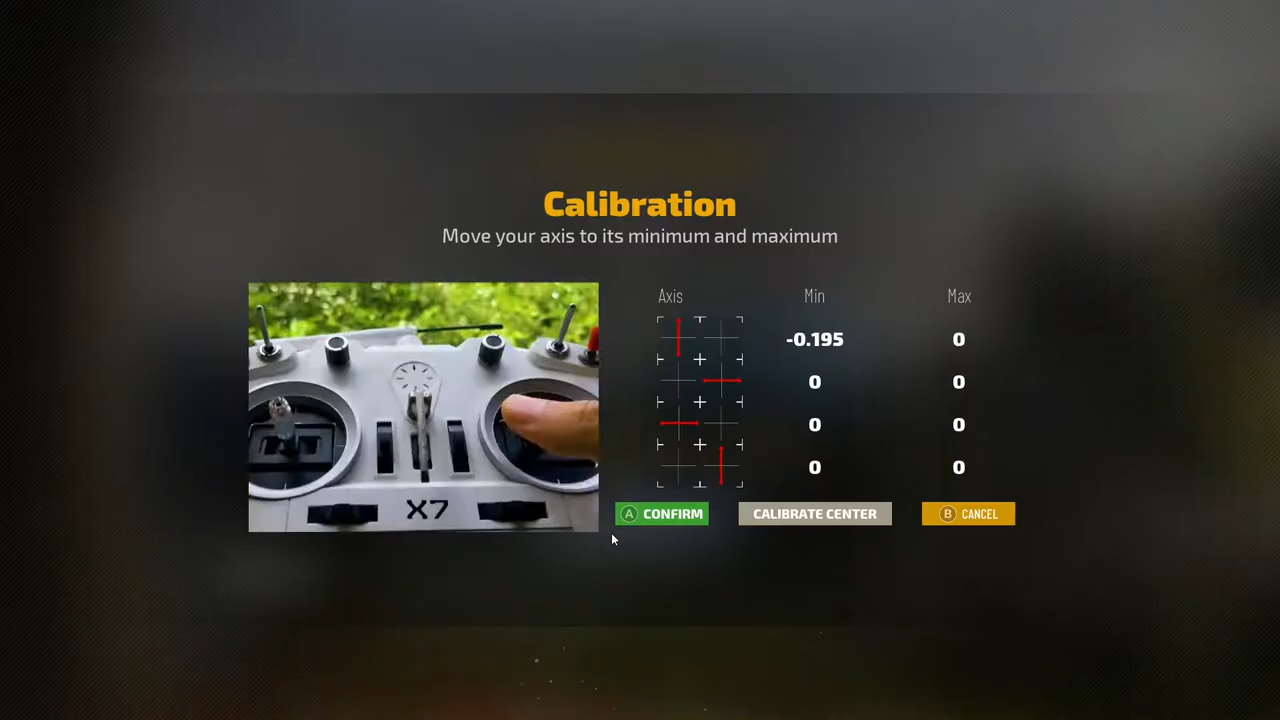 Calibration
Move your axis to its minimum and maximum
Axis Min Max
-0.195 0
0 0
0 0
0 0
X7
A CONFIRM CALIBRATE CENTER B CANCEL